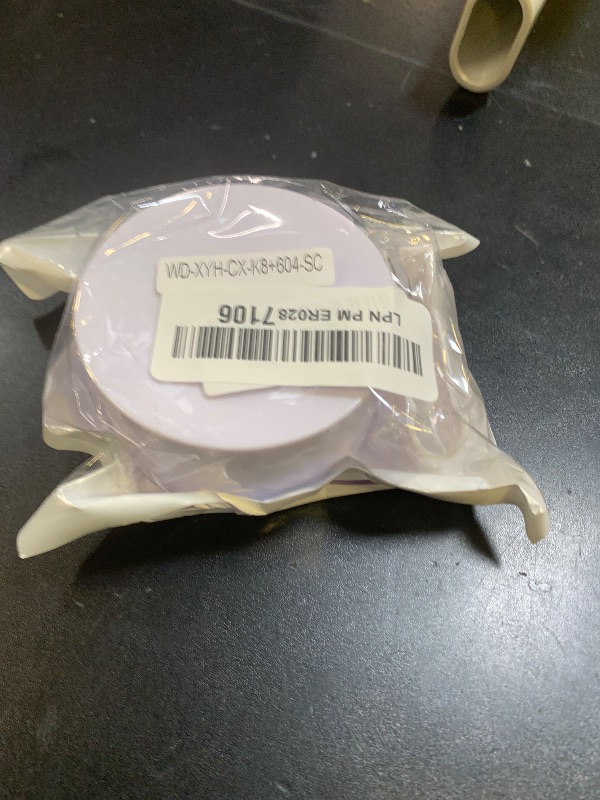 WD-XYH-CX-K8+604-SC
LPN PM ER028 7106